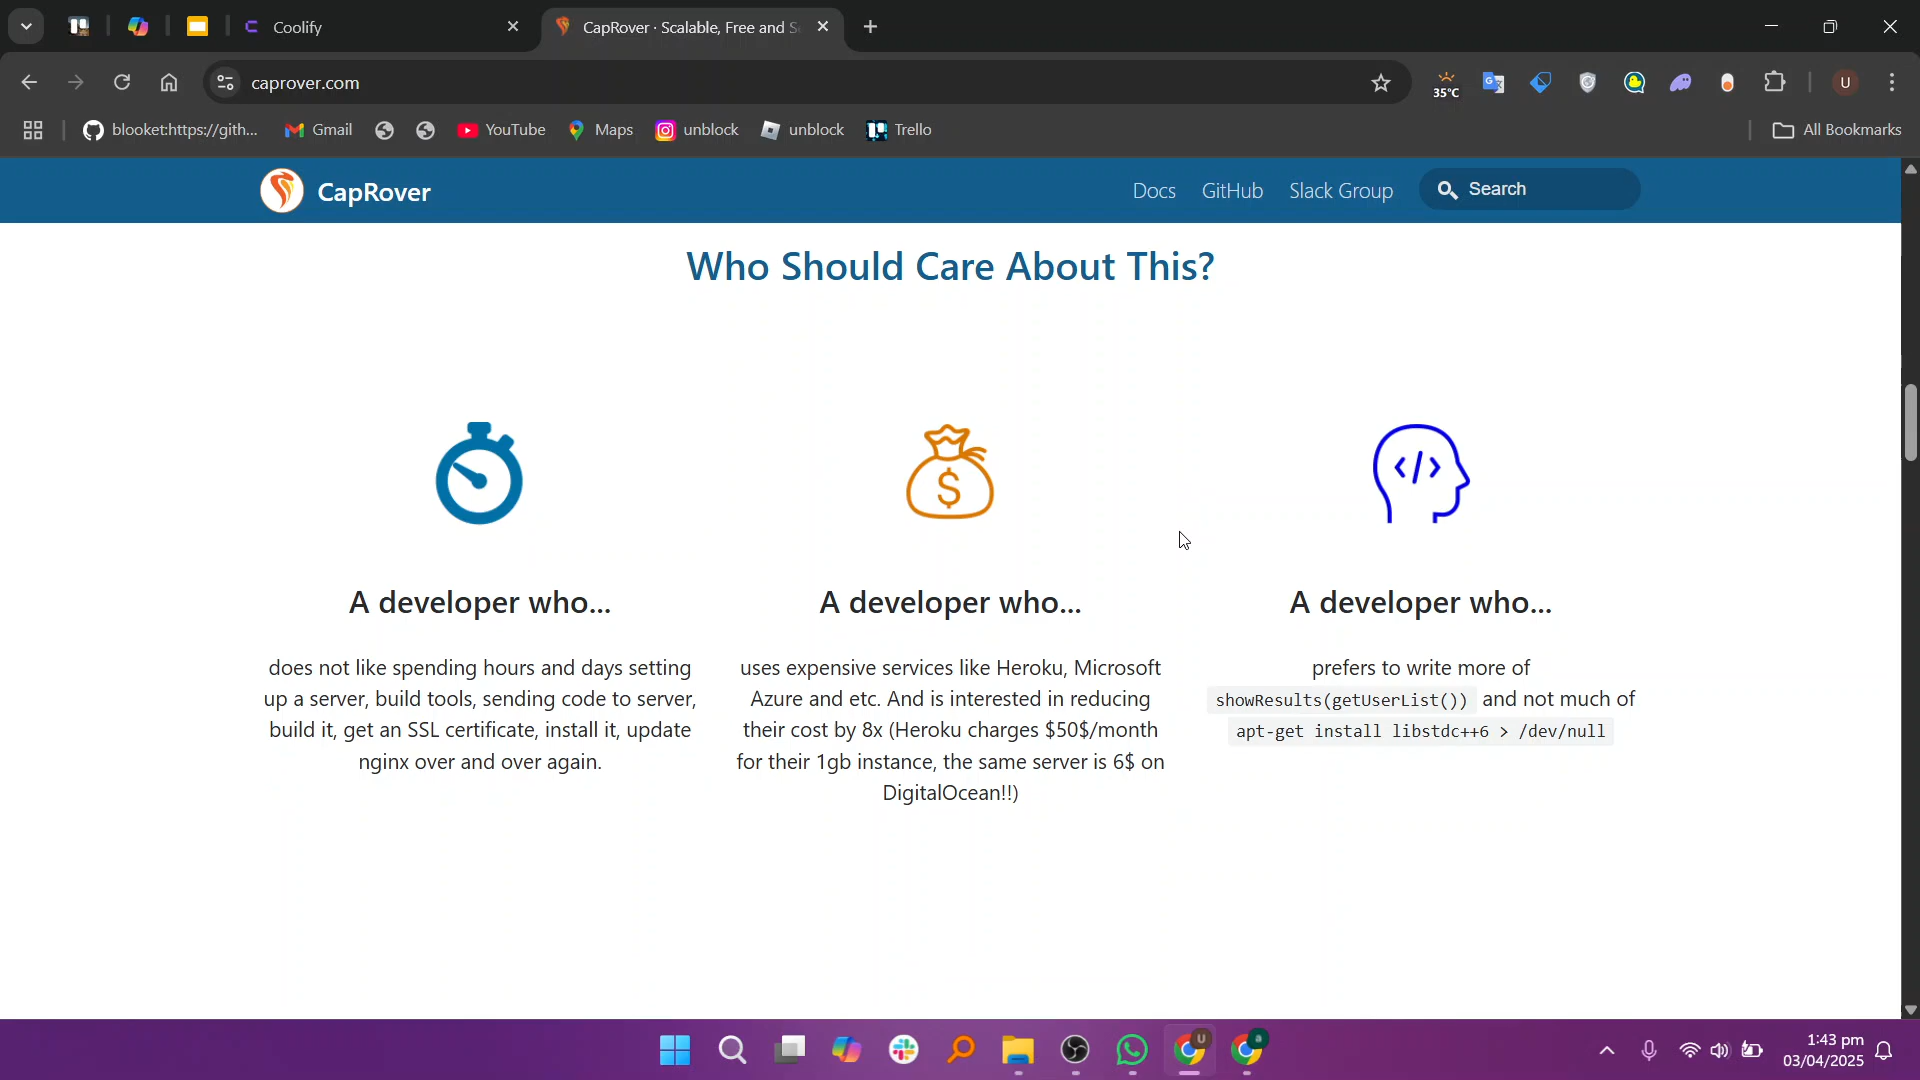 Coolify
CapRover · Scalable, Free and S
caprover.com
35°C
U
blooket:https://gith...
Gmail
YouTube
Maps
unblock
unblock
Trello
All Bookmarks
CapRover
Docs
GitHub
Slack Group
Search
Who Should Care About This?
$
</>
A developer who...
does not like spending hours and days setting
up a server, build tools, sending code to server,
build it, get an SSL certificate, install it, update
nginx over and over again.
A developer who...
uses expensive services like Heroku, Microsoft
Azure and etc. And is interested in reducing
their cost by 8x (Heroku charges $50$/month
for their 1gb instance, the same server is 6$ on
DigitalOcean!!)
A developer who...
prefers to write more of
showResults(getUserList()) and not much of
apt-get install libstdc++6 > /dev/null
U
a
1:43 pm
03/04/2025